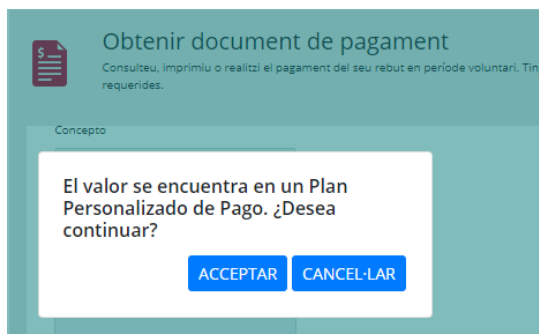 Obtenir document de pagament
Consulteu, imprimiu o realitzi el pagament del seu rebut en període voluntari. Tin
requerides.
Concepto
El valor se encuentra en un Plan
Personalizado de Pago. ¿Desea
continuar?
ACCEPTAR CANCEL·LAR